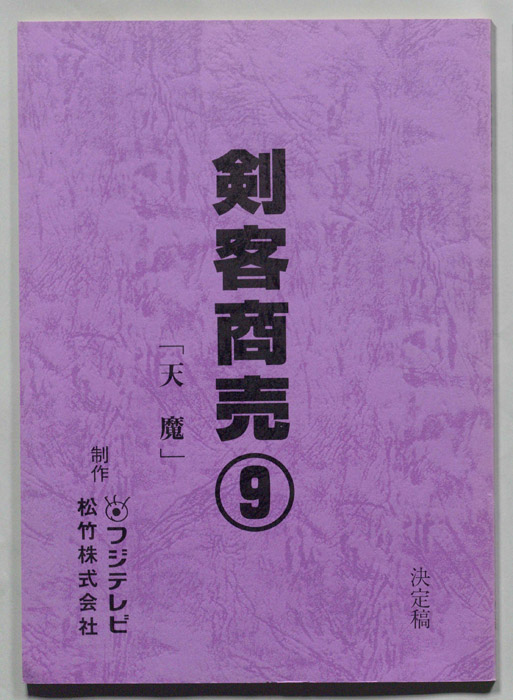 決定稿
剣客商売⑨
「天魔」
制作
フジテレビ
松竹株式会社